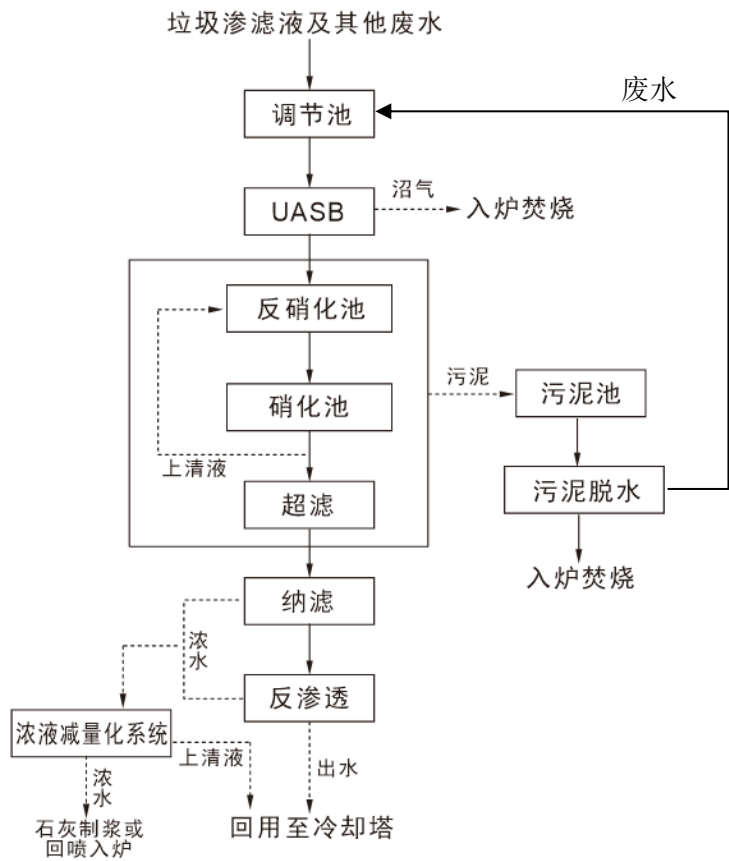 垃圾渗滤液及其他废水
废水
调节池
沼气
UASB
入炉焚烧
反硝化池
污泥
污泥池
硝化池
上清液
污泥脱水
超滤
入炉焚烧
纳滤
浓水
反渗透
浓液减量化系统
上清液
出水
浓水
石灰制浆或
回喷入炉
回用至冷却塔